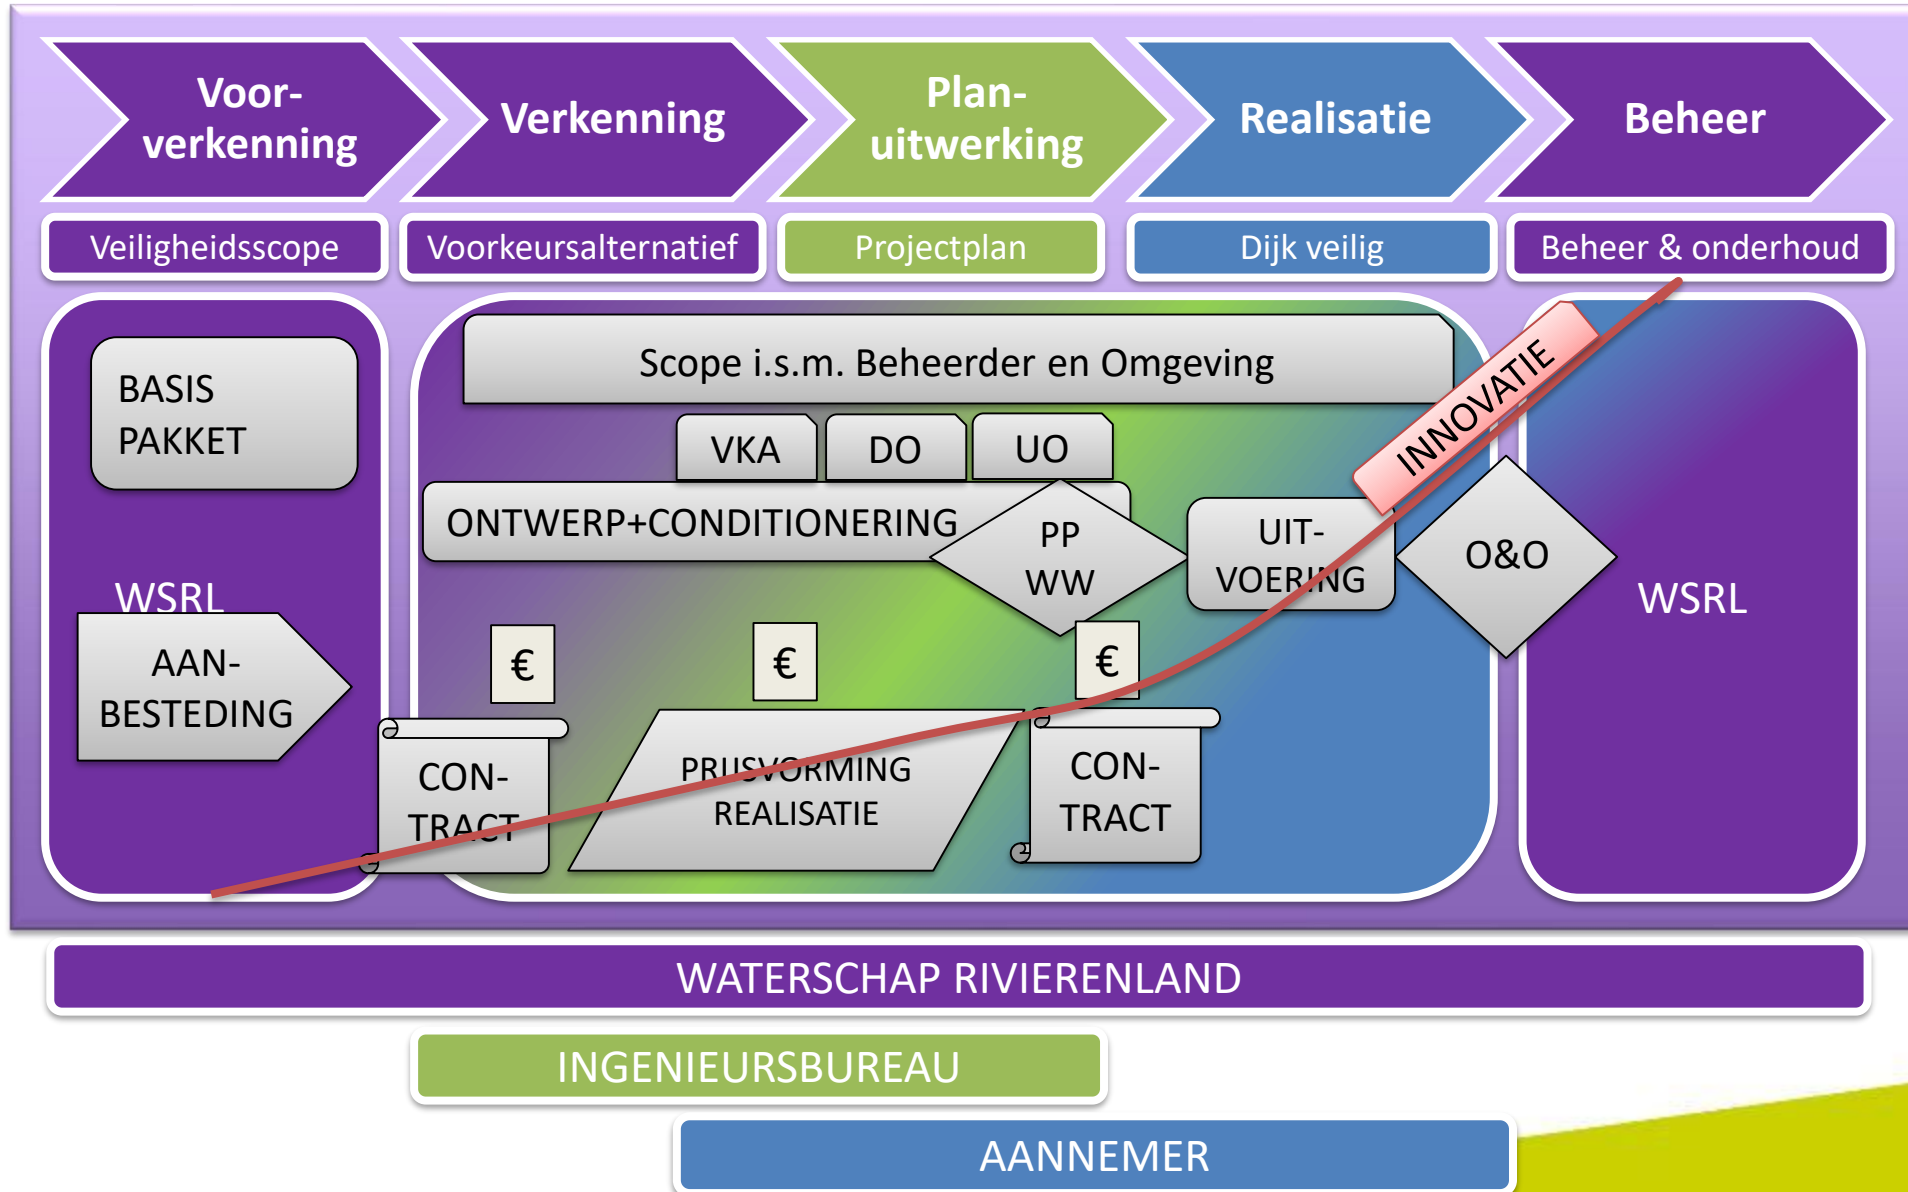 Voor-
verkenning
Verkenning
Plan-
uitwerking
Realisatie
Beheer
Veiligheidsscope
Voorkeursalternatief
Projectplan
Dijk veilig
Beheer & onderhoud
BASIS
PAKKET
WSRL
AAN-
BESTEDING
Scope i.s.m. Beheerder en Omgeving
VKA
DO
UO
ONTWERP+CONDITIONERING
PP
WW
UIT-
VOERING
INNOVATIE
O&O
WSRL
€
€
€
CON-
TRACT
PRIJSVORMING
REALISATIE
CON-
TRACT
WATERSCHAP RIVIERENLAND
INGENIEURSBUREAU
AANNEMER